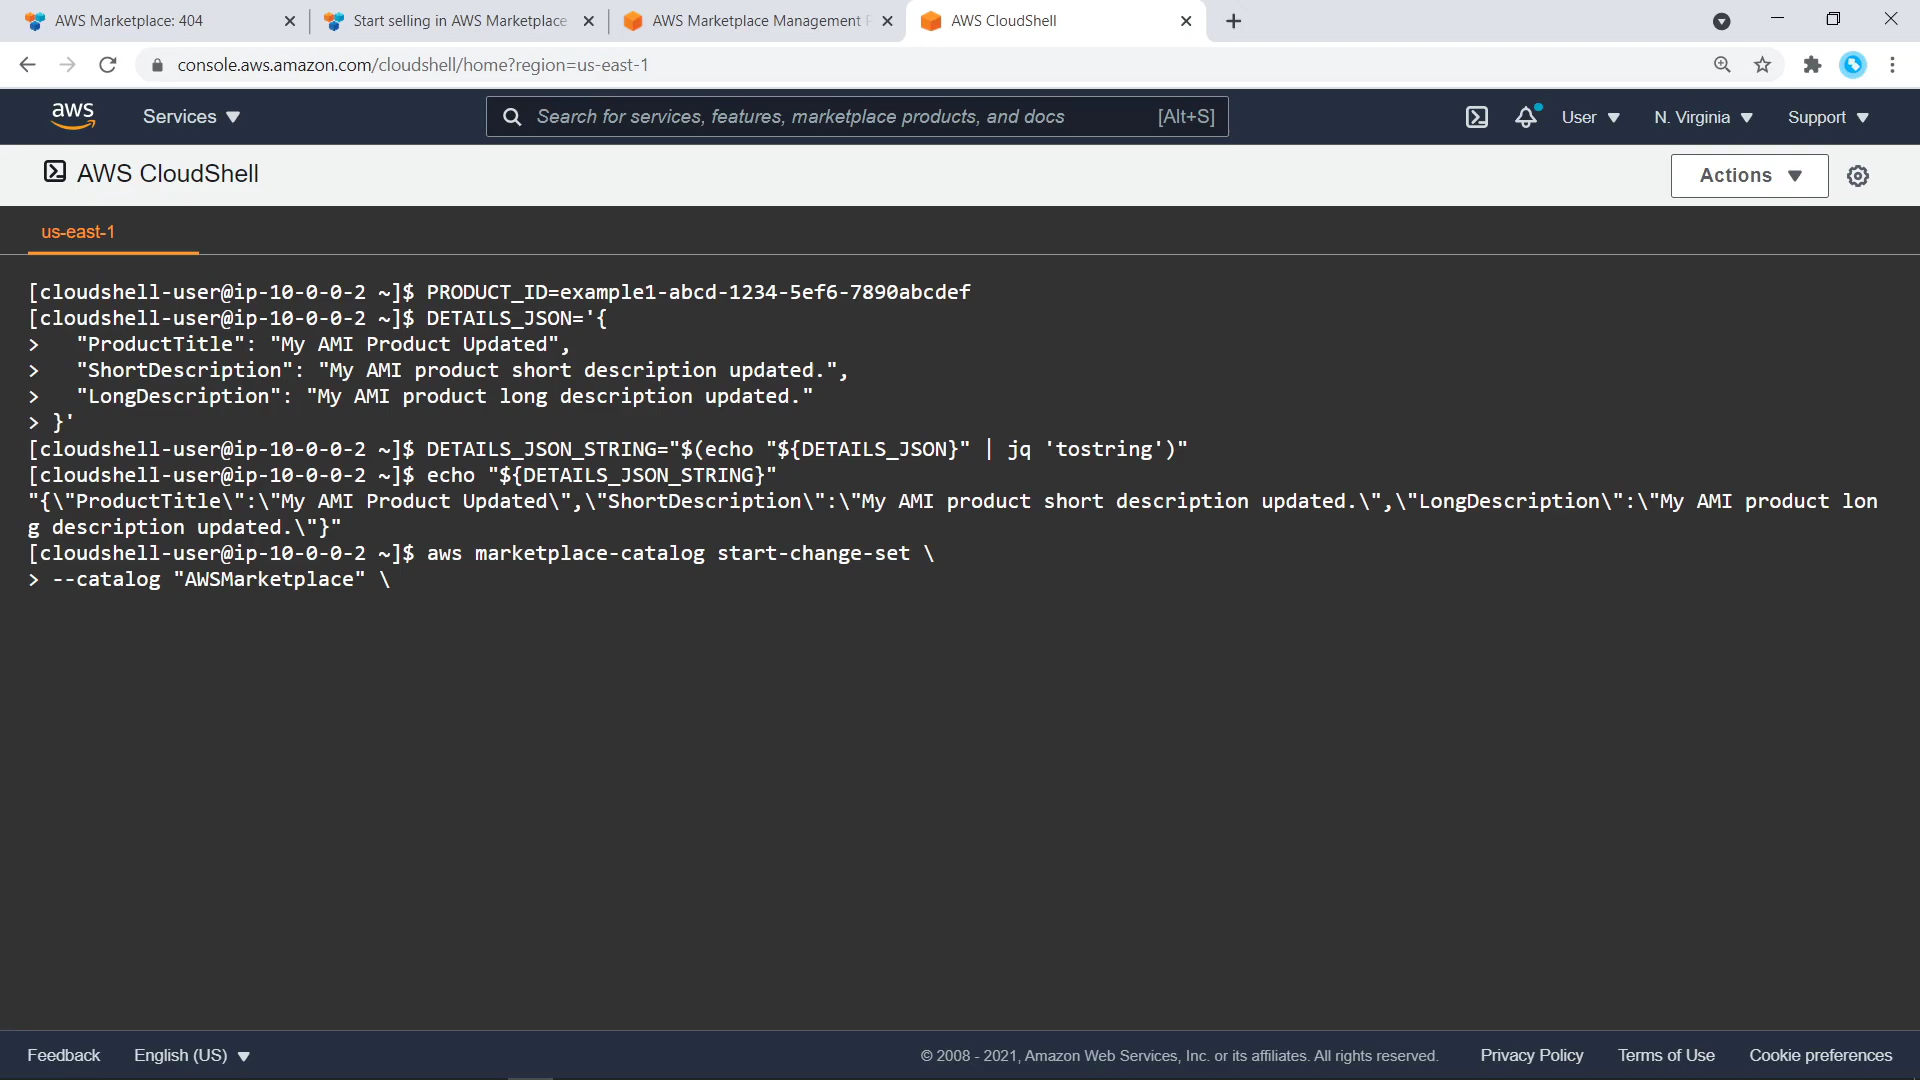 AWS Marketplace: 404
Start selling in AWS Marketplace
AWS Marketplace Management
AWS CloudShell
console.aws.amazon.com/cloudshell/home?region=us-east-1
aws
Services
Search for services, features, marketplace products, and docs [Alt+S]
User
N. Virginia
Support
AWS CloudShell
Actions
us-east-1
[cloudshell-user@ip-10-0-0-2 ~]$ PRODUCT_ID=example1-abcd-1234-5ef6-7890abcdef
[cloudshell-user@ip-10-0-0-2 ~]$ DETAILS_JSON='{
>   "ProductTitle": "My AMI Product Updated",
>   "ShortDescription": "My AMI product short description updated.",
>   "LongDescription": "My AMI product long description updated."
> }'
[cloudshell-user@ip-10-0-0-2 ~]$ DETAILS_JSON_STRING="$(echo "${DETAILS_JSON}" | jq 'tostring')"
[cloudshell-user@ip-10-0-0-2 ~]$ echo "${DETAILS_JSON_STRING}"
"{\"ProductTitle\":\"My AMI Product Updated\",\"ShortDescription\":\"My AMI product short description updated.\",\"LongDescription\":\"My AMI product lon
g description updated.\"}"
[cloudshell-user@ip-10-0-0-2 ~]$ aws marketplace-catalog start-change-set \
> --catalog "AWSMarketplace" \
Feedback
English (US)
© 2008 - 2021, Amazon Web Services, Inc. or its affiliates. All rights reserved.
Privacy Policy
Terms of Use
Cookie preferences